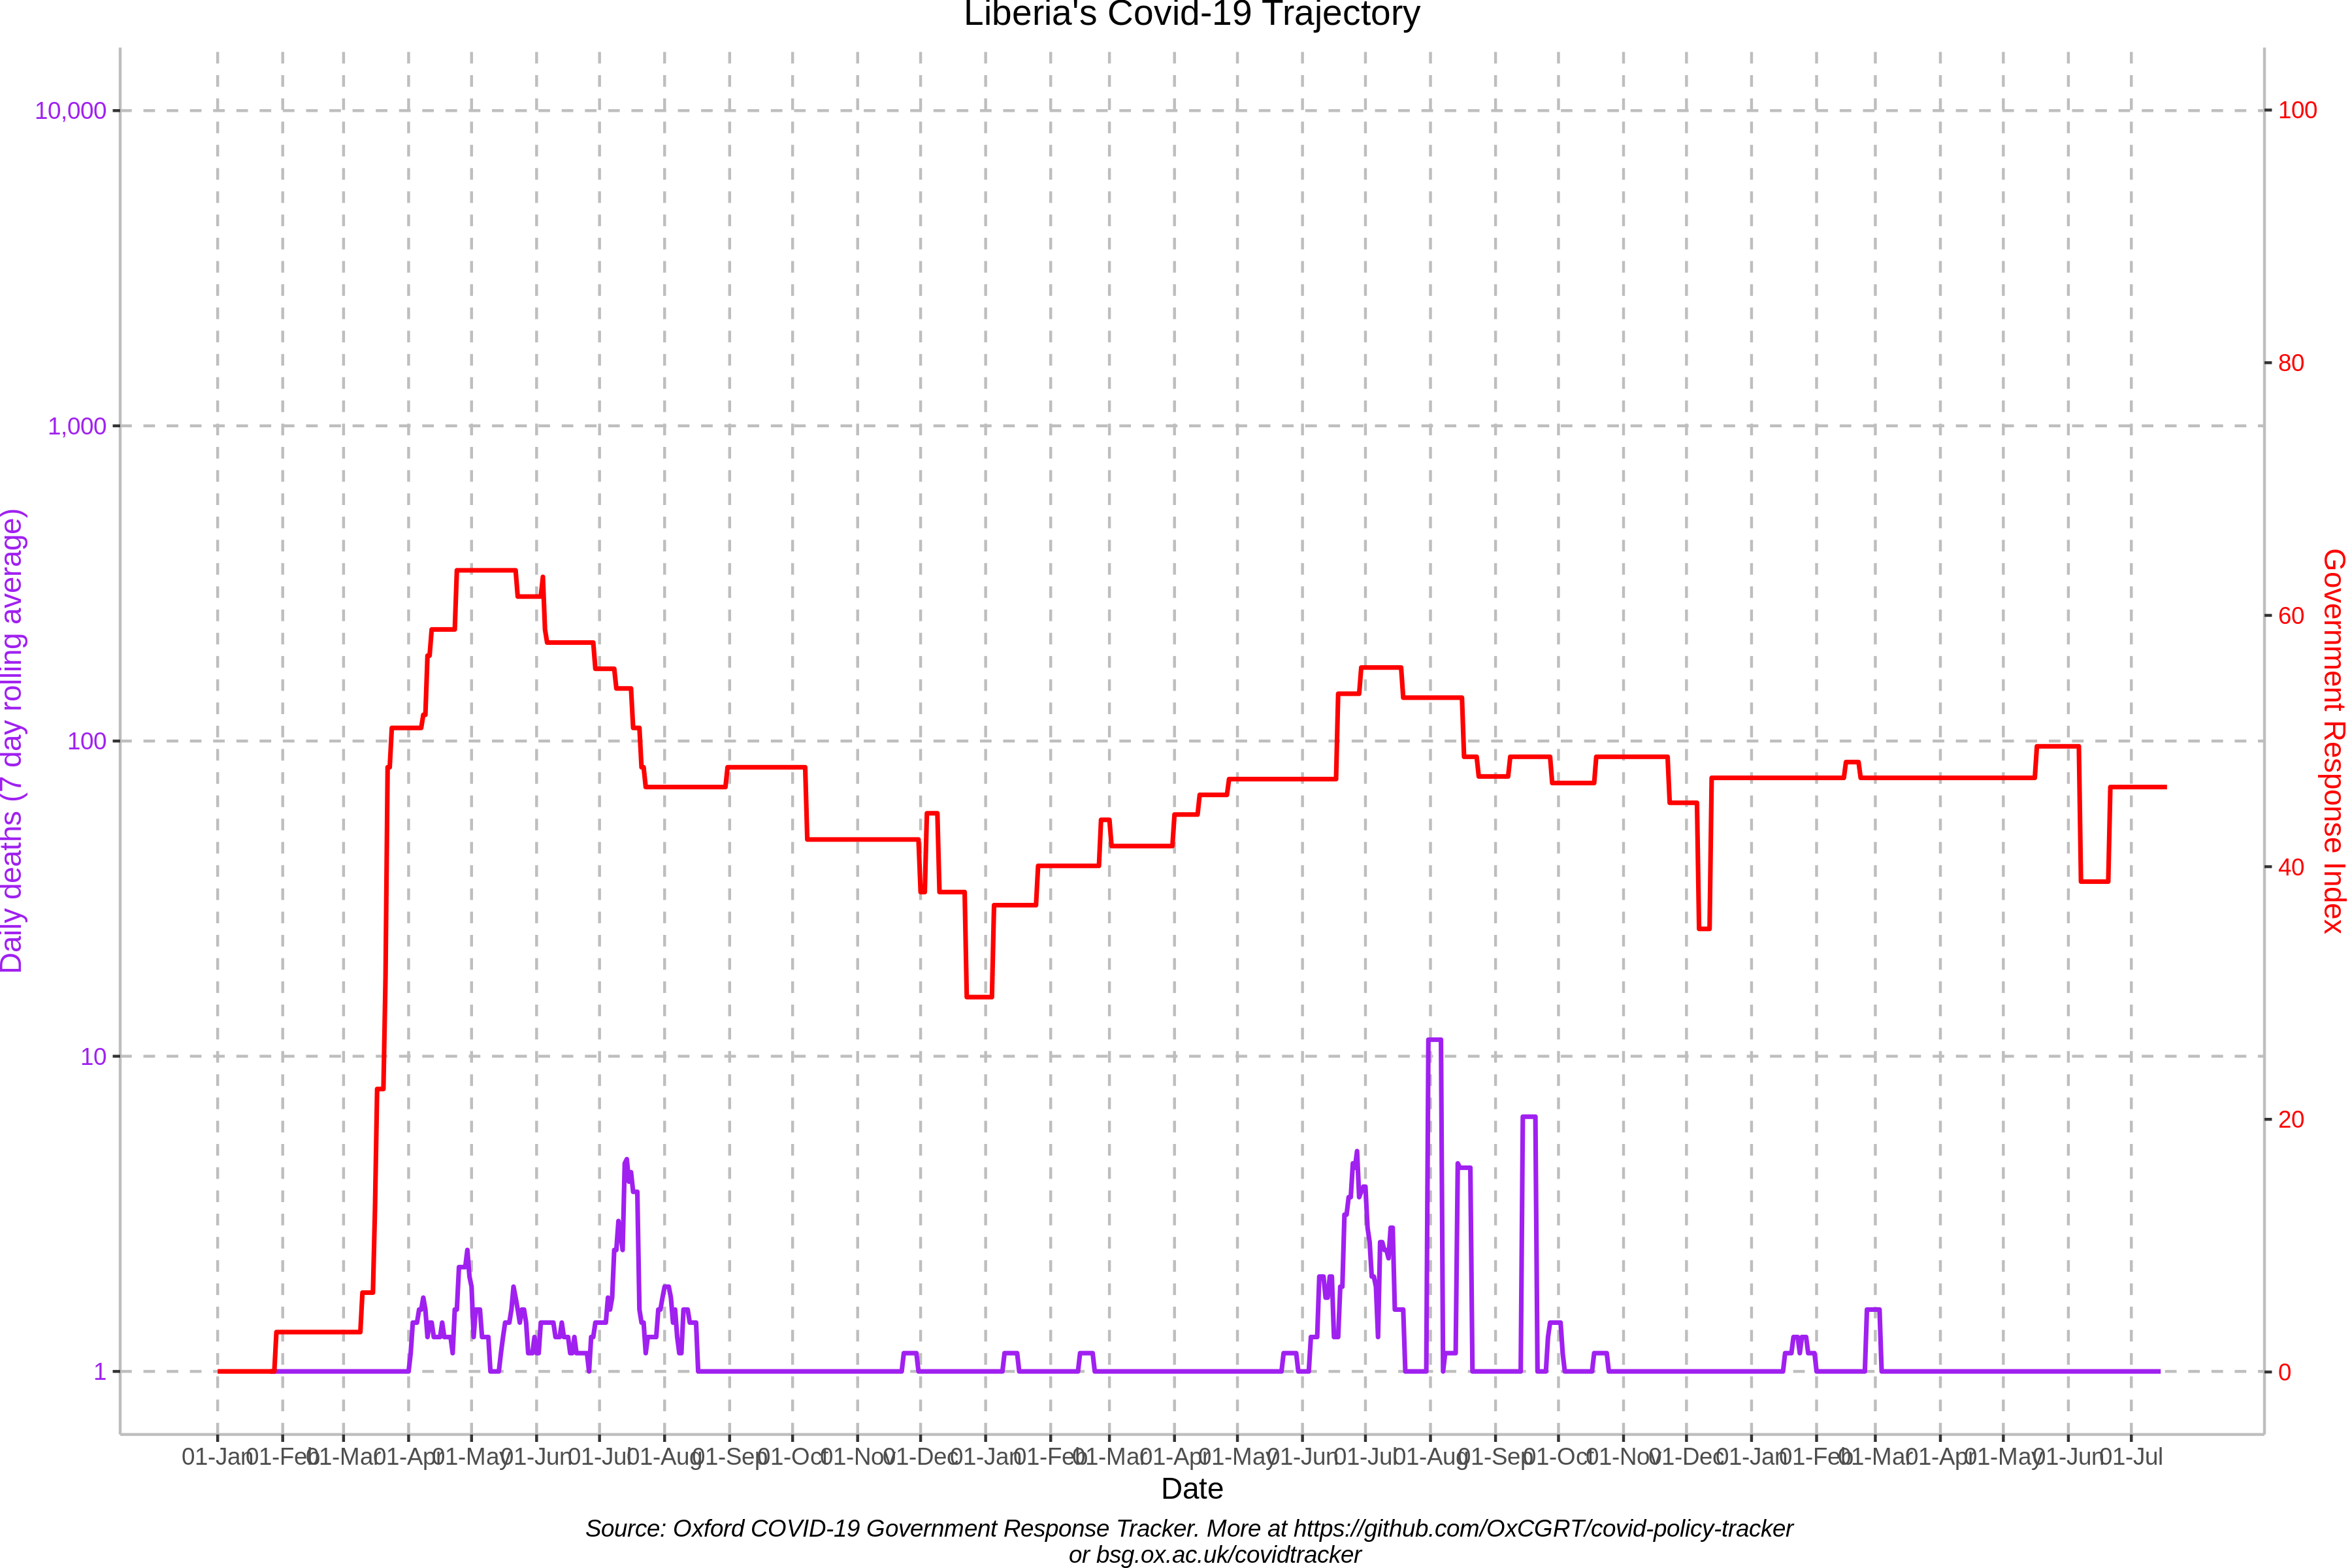 Liberia's Covid-19 Trajectory
10,000
1,000
100
10
1
Daily deaths (7 day rolling average)
100
80
60
40
20
0
Government Response Index
01-Jan 01-Feb 01-Mar 01-Apr 01-May 01-Jun 01-Jul 01-Aug 01-Sep 01-Oct 01-Nov 01-Dec 01-Jan 01-Feb 01-Mar 01-Apr 01-May 01-Jun 01-Jul 01-Aug 01-Sep 01-Oct 01-Nov 01-Dec 01-Jan 01-Feb 01-Mar 01-Apr 01-May 01-Jun 01-Jul
Date
Source: Oxford COVID-19 Government Response Tracker. More at https://github.com/OxCGRT/covid-policy-tracker
or bsg.ox.ac.uk/covidtracker